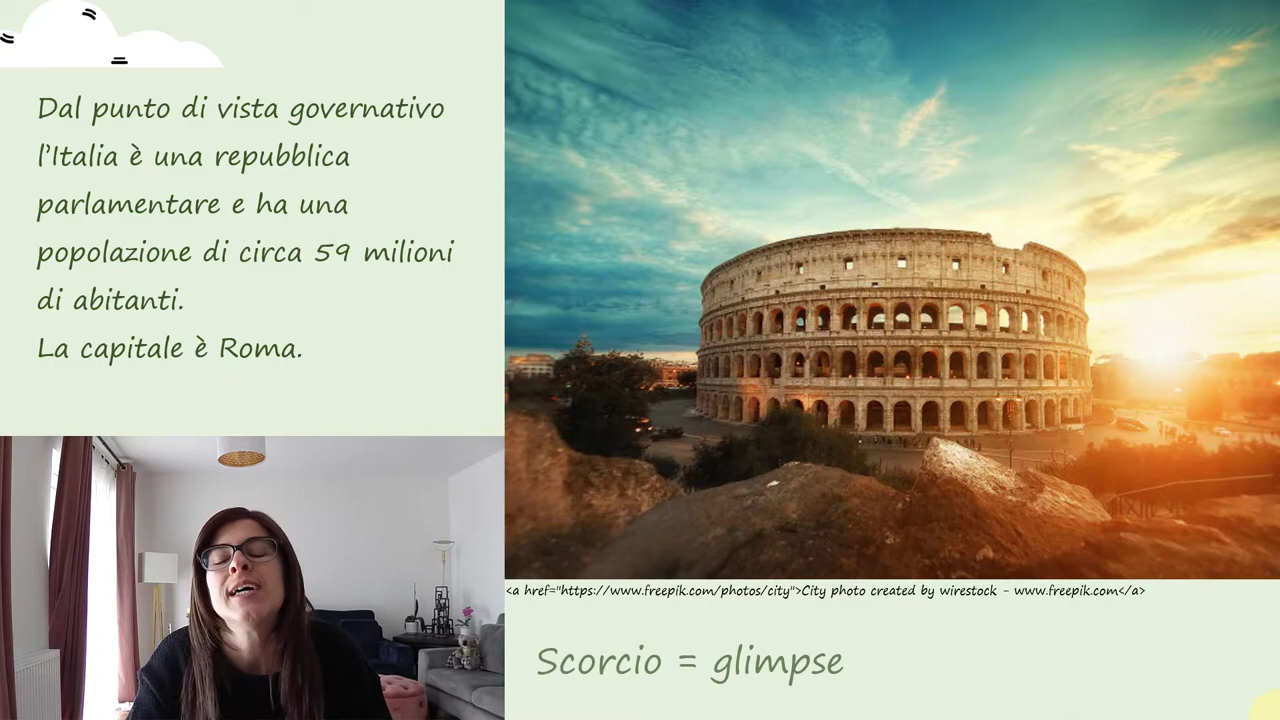 Dal punto di vista governativo
l'Italia è una repubblica
parlamentare e ha una
popolazione di circa 59 milioni
di abitanti.
La capitale è Roma.
<a href="https://www.freepik.com/photos/city">City photo created by wirestock - www.freepik.com</a>
Scorcio = glimpse